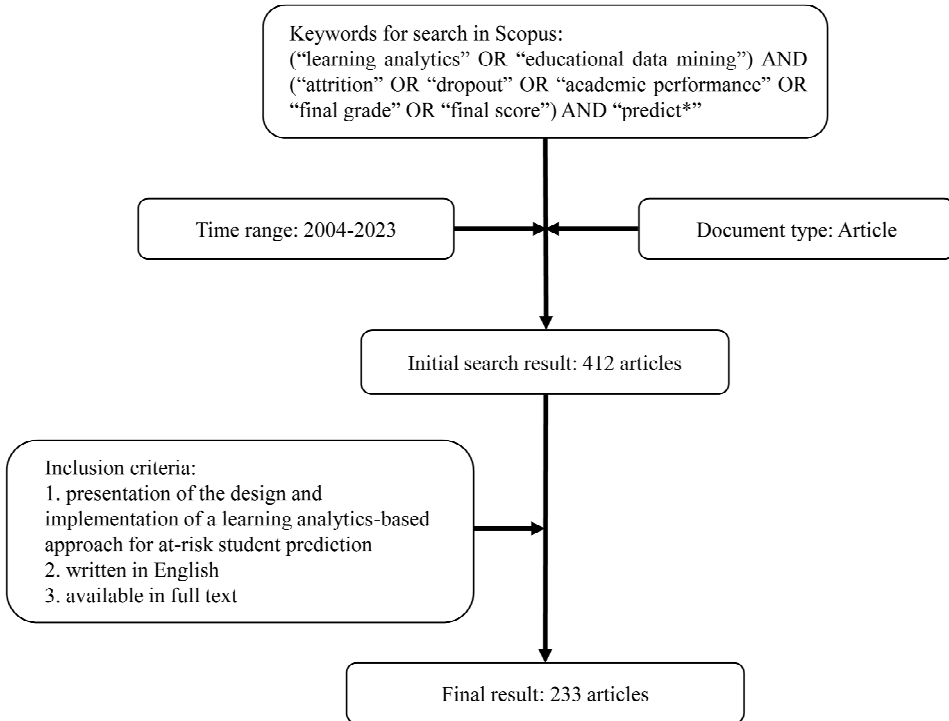 Keywords for search in Scopus:
(“learning analytics” OR “educational data mining”) AND
(“attrition” OR “dropout” OR “academic performance” OR
“final grade” OR “final score”) AND “predict*”
Time range: 2004-2023
Document type: Article
Initial search result: 412 articles
Inclusion criteria:
1. presentation of the design and
implementation of a learning analytics-based
approach for at-risk student prediction
2. written in English
3. available in full text
Final result: 233 articles